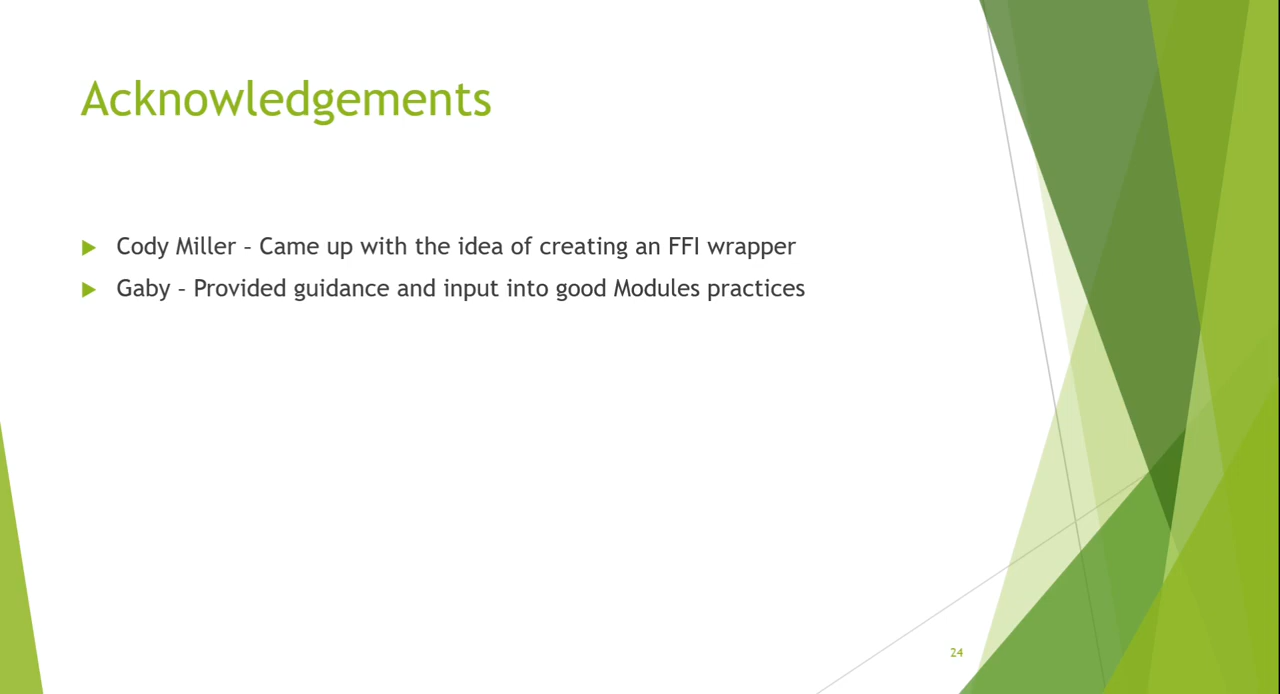 Acknowledgements
Cody Miller – Came up with the idea of creating an FFI wrapper
Gaby – Provided guidance and input into good Modules practices
24